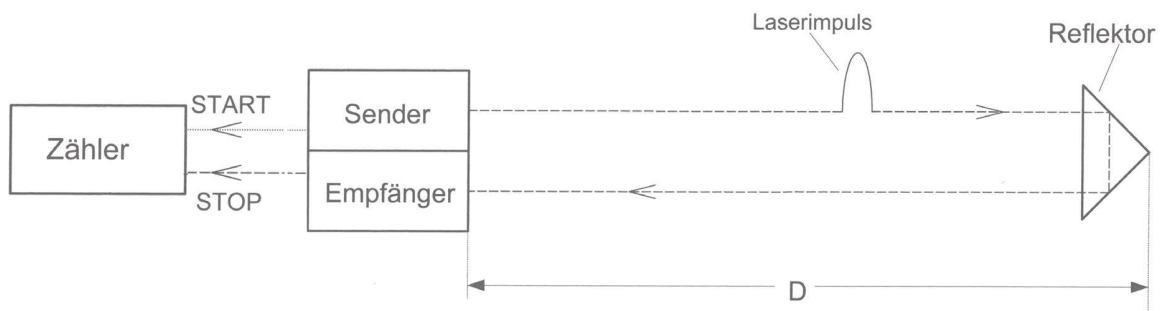 Laserimpuls
Reflektor
START
Sender
Zähler
STOP
Empfänger
D